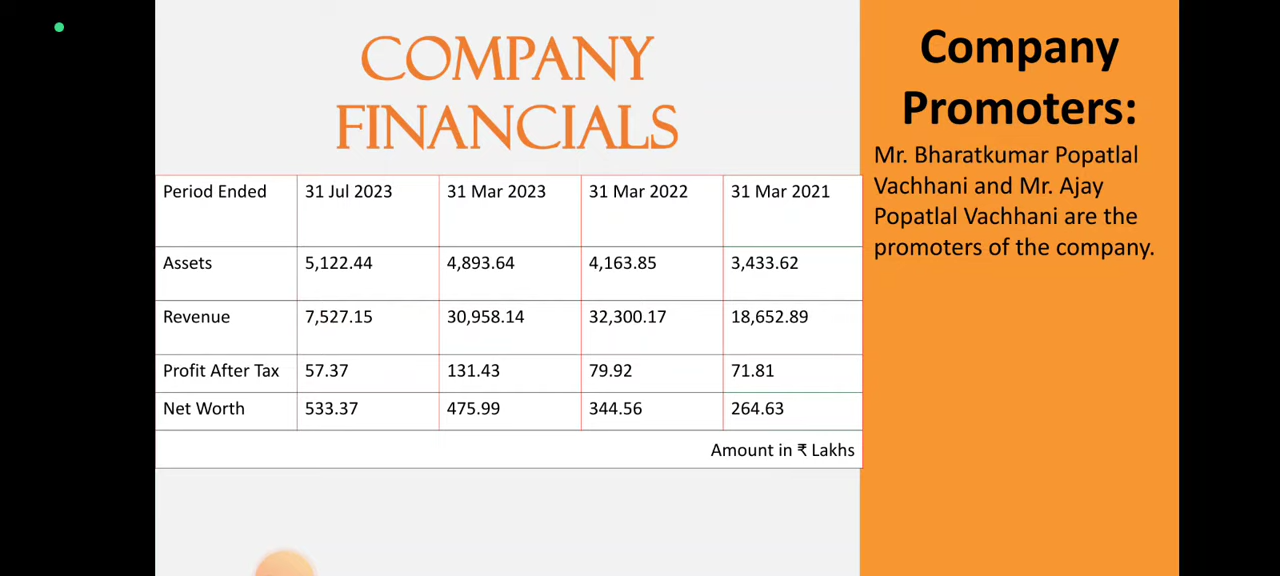 COMPANY
FINANCIALS
Period Ended 31 Jul 2023 31 Mar 2023 31 Mar 2022 31 Mar 2021
Assets 5,122.44 4,893.64 4,163.85 3,433.62
Revenue 7,527.15 30,958.14 32,300.17 18,652.89
Profit After Tax 57.37 131.43 79.92 71.81
Net Worth 533.37 475.99 344.56 264.63
Amount in ₹ Lakhs
Company
Promoters:
Mr. Bharatkumar Popatlal
Vachhani and Mr. Ajay
Popatlal Vachhani are the
promoters of the company.